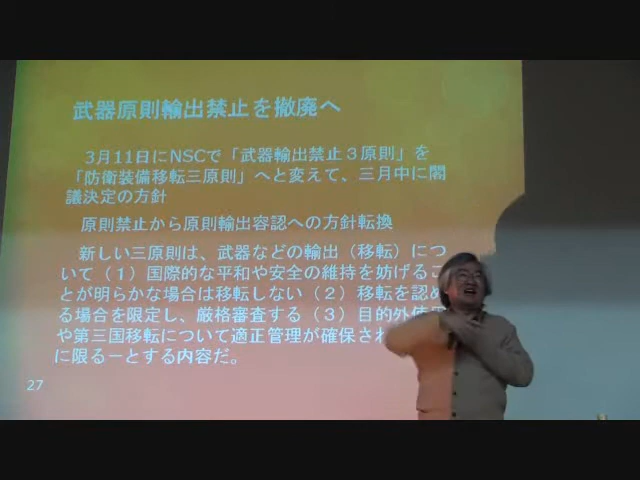 武器原則輸出禁止を撤廃へ
3月11日にNSCで「武器輸出禁止３原則」を
「防衛装備移転三原則」へと変えて、三月中に閣
議決定の方針
原則禁止から原則輸出容認への方針転換
新しい三原則は、武器などの輸出（移転）につ
いて（１）国際的な平和や安全の維持を妨げるこ
とが明らかな場合は移転しない（２）移転を認め
る場合を限定し、厳格審査する（３）目的外使用
や第三国移転について適正管理が確保され
に限る－とする内容だ。
27